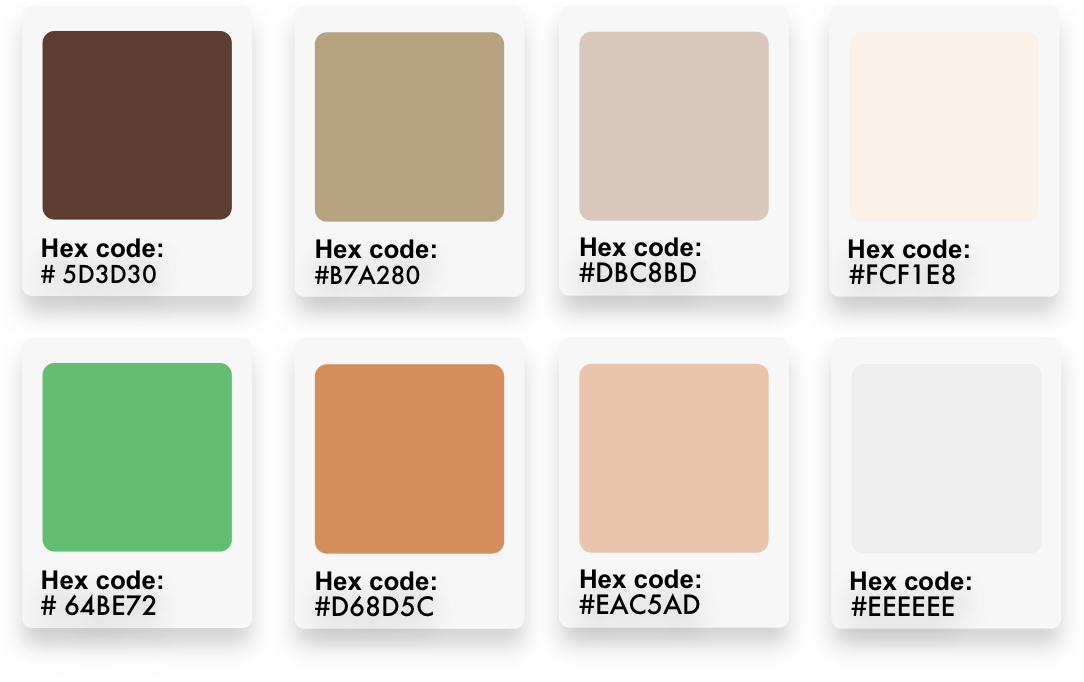 Hex code:
# 5D3D30
Hex code:
#B7A280
Hex code:
#DBC8BD
Hex code:
#FCF1E8
Hex code:
# 64BE72
Hex code:
#D68D5C
Hex code:
#EAC5AD
Hex code:
#EEEEEE